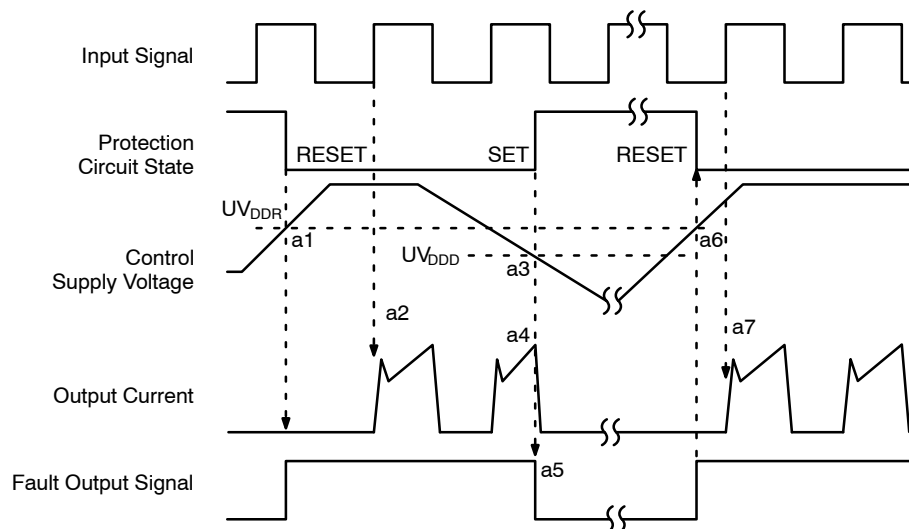 Input Signal
Protection
Circuit State
RESET
SET
RESET
UVDDR
a1
a6
Control
Supply Voltage
UVDDD
a3
a2
a4
a7
Output Current
a5
Fault Output Signal